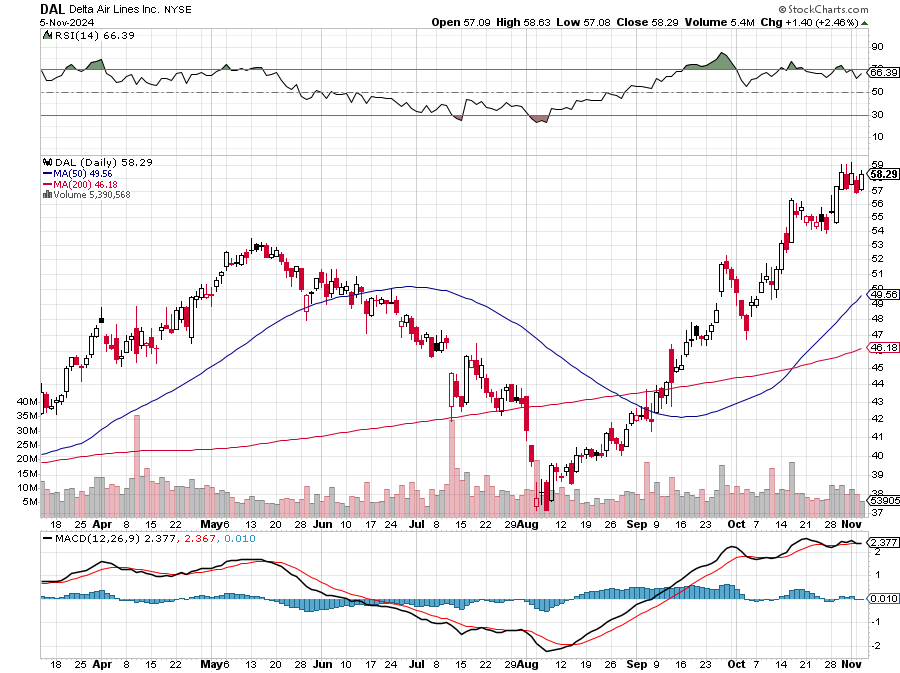 DAL Delta Air Lines Inc. NYSE
© StockCharts.com
5-Nov-2024
Open 57.09 High 58.63 Low 57.08 Close 58.29 Volume 5.4M Chg +1.40 (+2.46%)
RSI(14) 66.39
90
70
66.39
50
30
10
DAL (Daily) 58.29
MA(50) 49.56
MA(200) 46.18
Volume 5,390,568
59
58.29
57
56
55
54
53
52
51
50
49.56
49
48
47
46.18
45
44
43
42
41
40
39
38
37
40M
35M
30M
25M
20M
15M
10M
5M
53905
18 25 Apr 8 15 22 May 6 13 20 28 Jun 10 17 24 Jul 8 15 22 29 Aug 12 19 26 Sep 9 16 23 Oct 7 14 21 28 Nov
MACD(12,26,9) 2.377, 2.367, 0.010
2.377
2
1
0.010
-1
-2
18 25 Apr 8 15 22 May 6 13 20 28 Jun 10 17 24 Jul 8 15 22 29 Aug 12 19 26 Sep 9 16 23 Oct 7 14 21 28 Nov